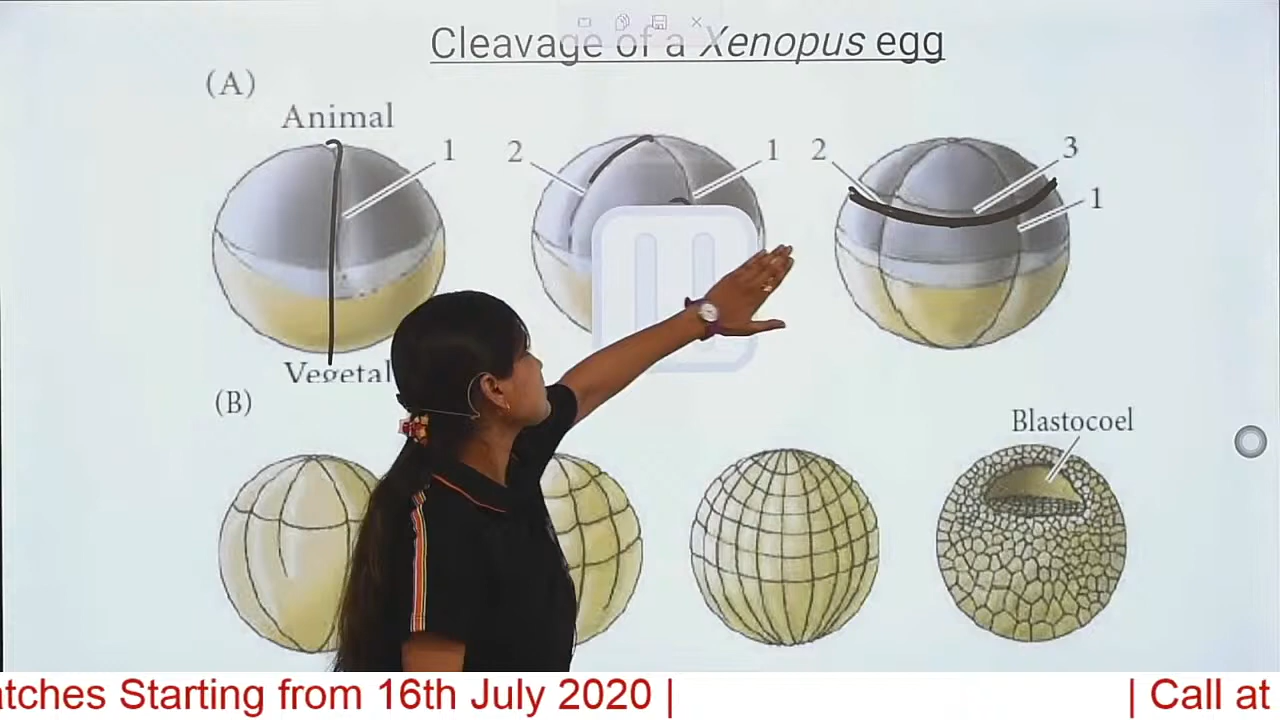 Cleavage of a Xenopus egg
(A)
Animal
1
2
1
2
3
1
Vegetal
(B)
Blastocoel
atches Starting from 16th July 2020 |
| Call at